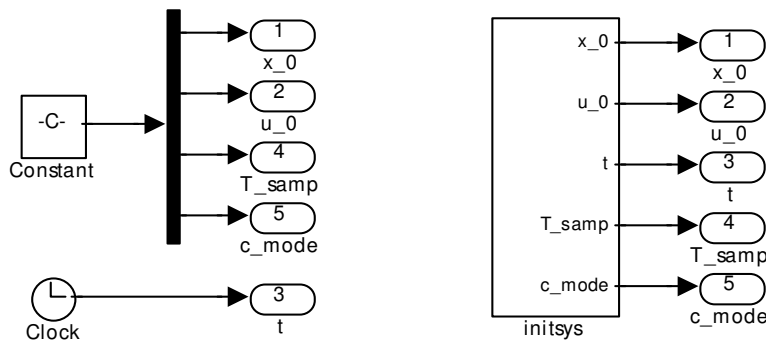 1
x_0
2
u_0
-C-
Constant
4
T_samp
5
c_mode
3
t
Clock
x_0
u_0
t
T_samp
c_mode
initsys
1
x_0
2
u_0
3
t
4
T_samp
5
c_mode